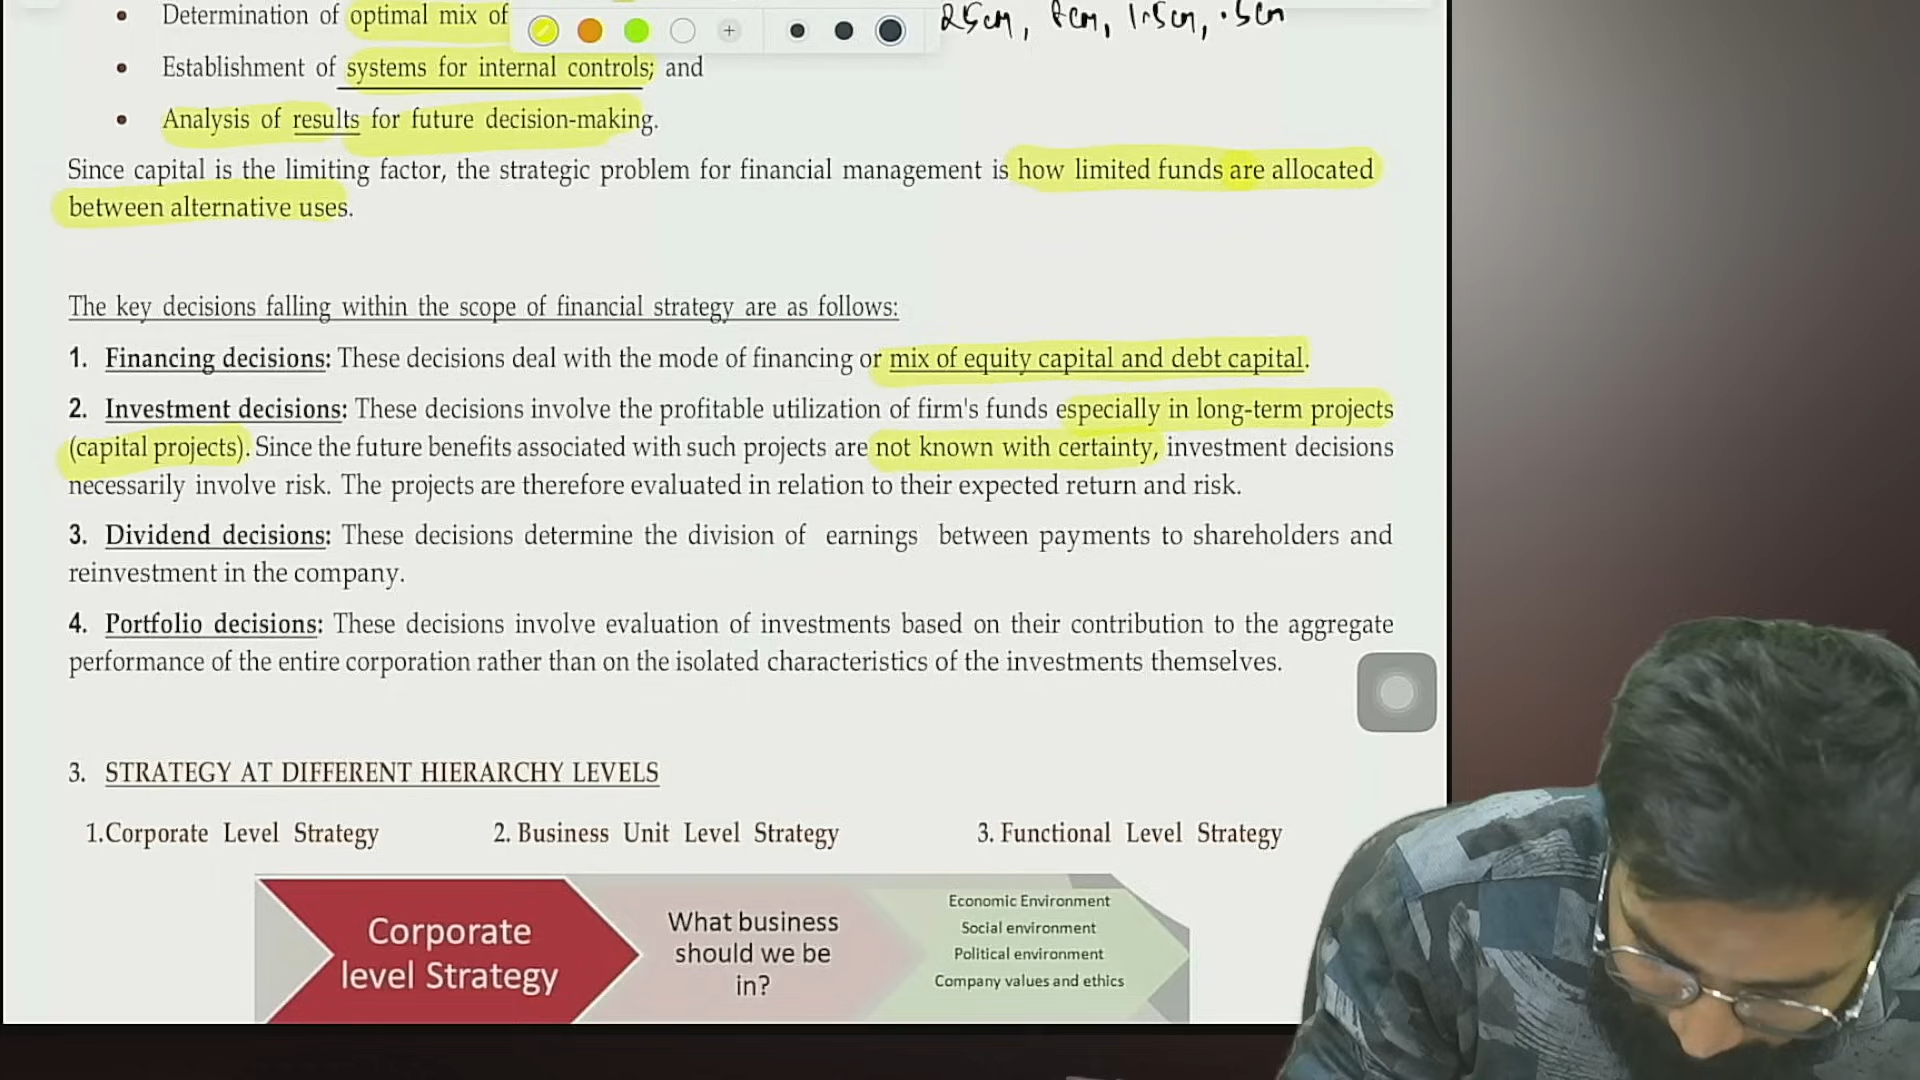 • Determination of optimal mix of
25cm, 8cm, 1.5cm, .5cm
• Establishment of systems for internal controls; and
• Analysis of results for future decision-making.
Since capital is the limiting factor, the strategic problem for financial management is how limited funds are allocated
between alternative uses.
The key decisions falling within the scope of financial strategy are as follows:
1. Financing decisions: These decisions deal with the mode of financing or mix of equity capital and debt capital.
2. Investment decisions: These decisions involve the profitable utilization of firm's funds especially in long-term projects
(capital projects). Since the future benefits associated with such projects are not known with certainty, investment decisions
necessarily involve risk. The projects are therefore evaluated in relation to their expected return and risk.
3. Dividend decisions: These decisions determine the division of earnings between payments to shareholders and
reinvestment in the company.
4. Portfolio decisions: These decisions involve evaluation of investments based on their contribution to the aggregate
performance of the entire corporation rather than on the isolated characteristics of the investments themselves.
3. STRATEGY AT DIFFERENT HIERARCHY LEVELS
1.Corporate Level Strategy 2. Business Unit Level Strategy 3. Functional Level Strategy
Corporate
level Strategy
What business
should we be
in?
Economic Environment
Social environment
Political environment
Company values and ethics